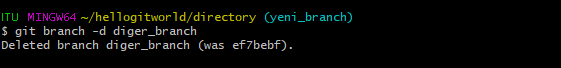 ITU MINGW64 ~/hellogitworld/directory (yeni_branch)
$ git branch -d diger_branch
Deleted branch diger_branch (was ef7bebf).